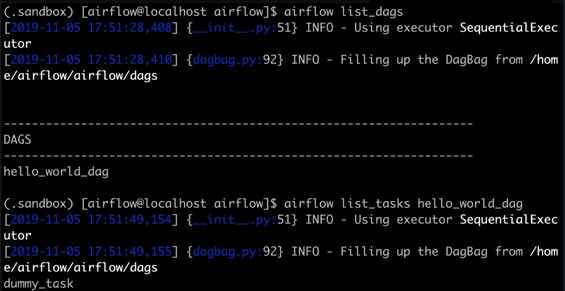 (.sandbox) [airflow@localhost airflow]$ airflow list_dags
[2019-11-05 17:51:28,408] {__init__.py:51} INFO - Using executor SequentialExec
utor
[2019-11-05 17:51:28,410] {dagbag.py:92} INFO - Filling up the DagBag from /hom
e/airflow/airflow/dags
-------------------------------------------------------------------
DAGS
-------------------------------------------------------------------
hello_world_dag
(.sandbox) [airflow@localhost airflow]$ airflow list_tasks hello_world_dag
[2019-11-05 17:51:49,154] {__init__.py:51} INFO - Using executor SequentialExec
utor
[2019-11-05 17:51:49,155] {dagbag.py:92} INFO - Filling up the DagBag from /hom
e/airflow/airflow/dags
dummy_task